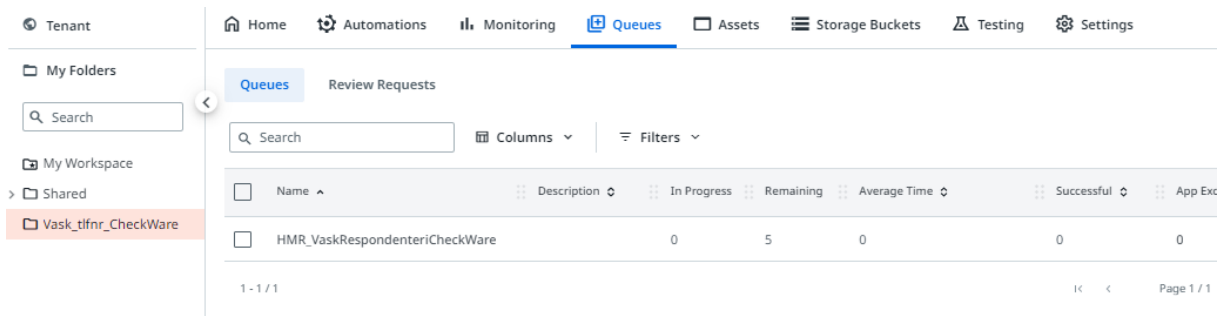 Tenant
Home Automations Monitoring Queues Assets Storage Buckets Testing Settings
My Folders
Search
My Workspace
Shared
Vask_tlfnr_CheckWare
Queues Review Requests
Search Columns Filters
Name Description In Progress Remaining Average Time Successful App Exc
HMR_VaskRespondenteriCheckWare 0 5 0 0 0
1 - 1 / 1 Page 1 / 1